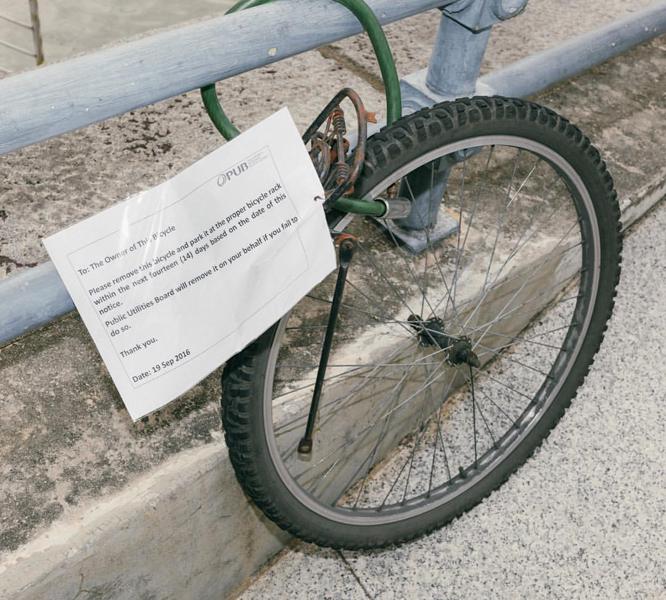 PUB
To: The Owner of This Bicycle
Please remove this bicycle and park it at the proper bicycle rack
within the next fourteen (14) days based on the date of this
notice.
Public Utilities Board will remove it on your behalf if you fail to
do so.
Thank you.
Date: 19 Sep 2016